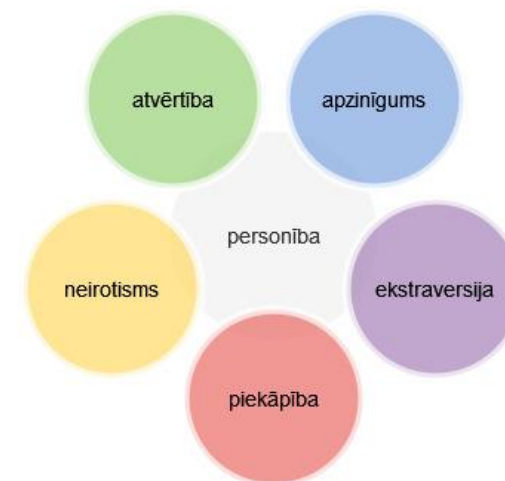 atvērtība
apzinīgums
personība
neirotisms
ekstraversija
piekāpība